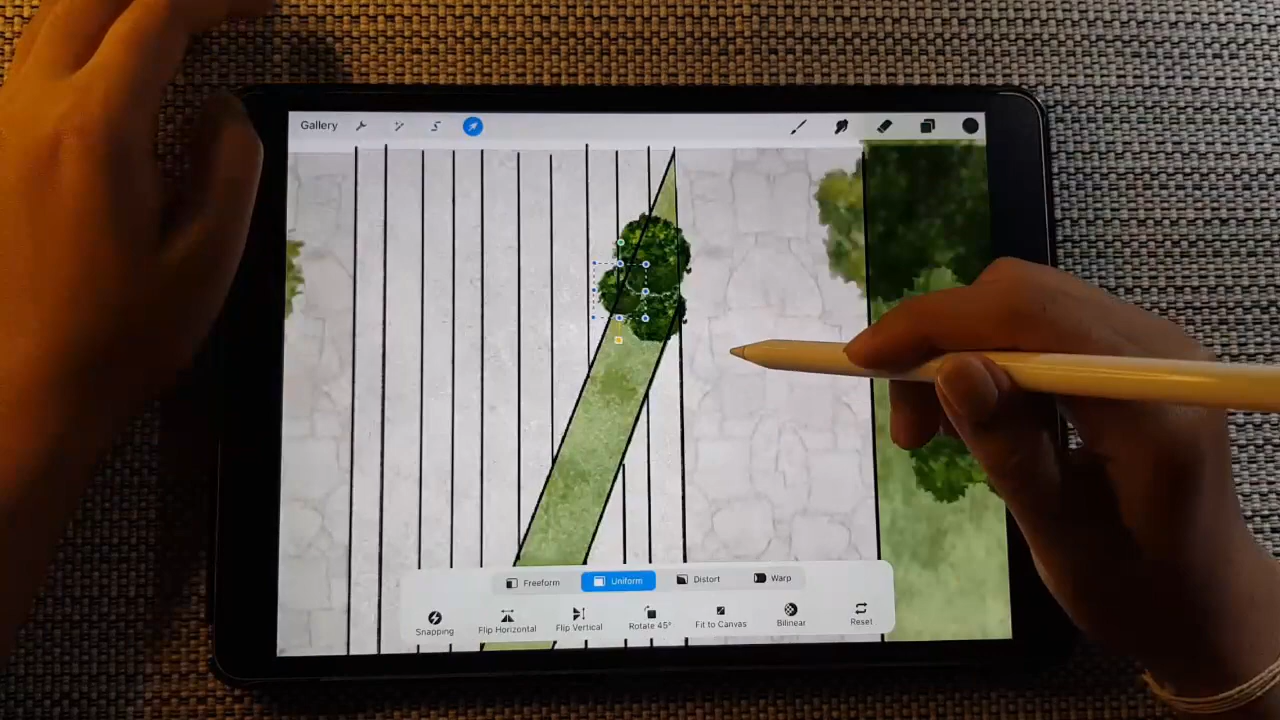 Gallery
Freeform Uniform Distort Warp
Snapping Flip Horizontal Flip Vertical Rotate 45° Fit to Canvas Bilinear Reset